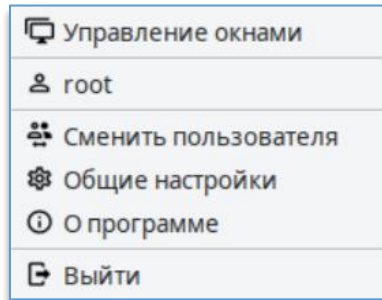 Управление окнами
root
Сменить пользователя
Общие настройки
О программе
Выйти